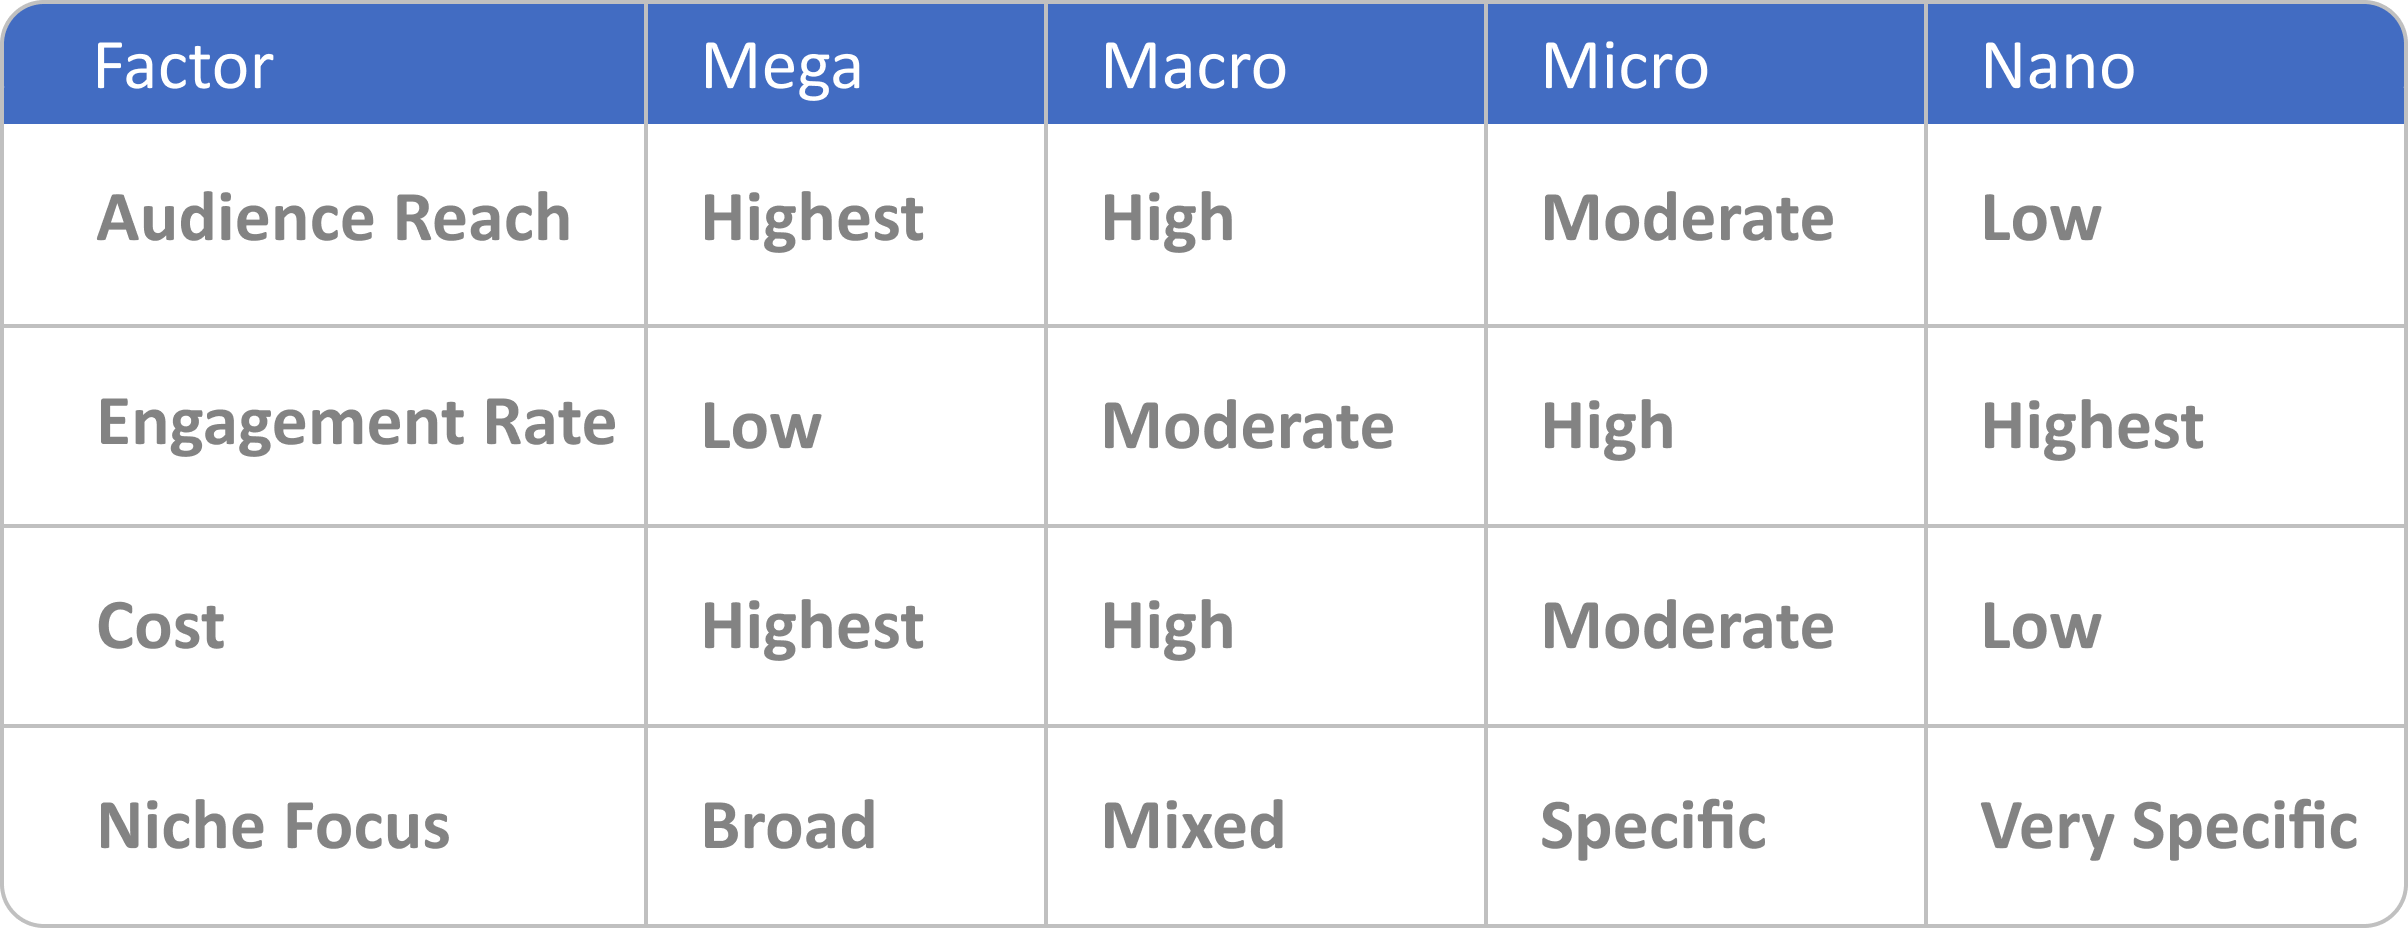 Factor Mega Macro Micro Nano
Audience Reach Highest High Moderate Low
Engagement Rate Low Moderate High Highest
Cost Highest High Moderate Low
Niche Focus Broad Mixed Specific Very Specific